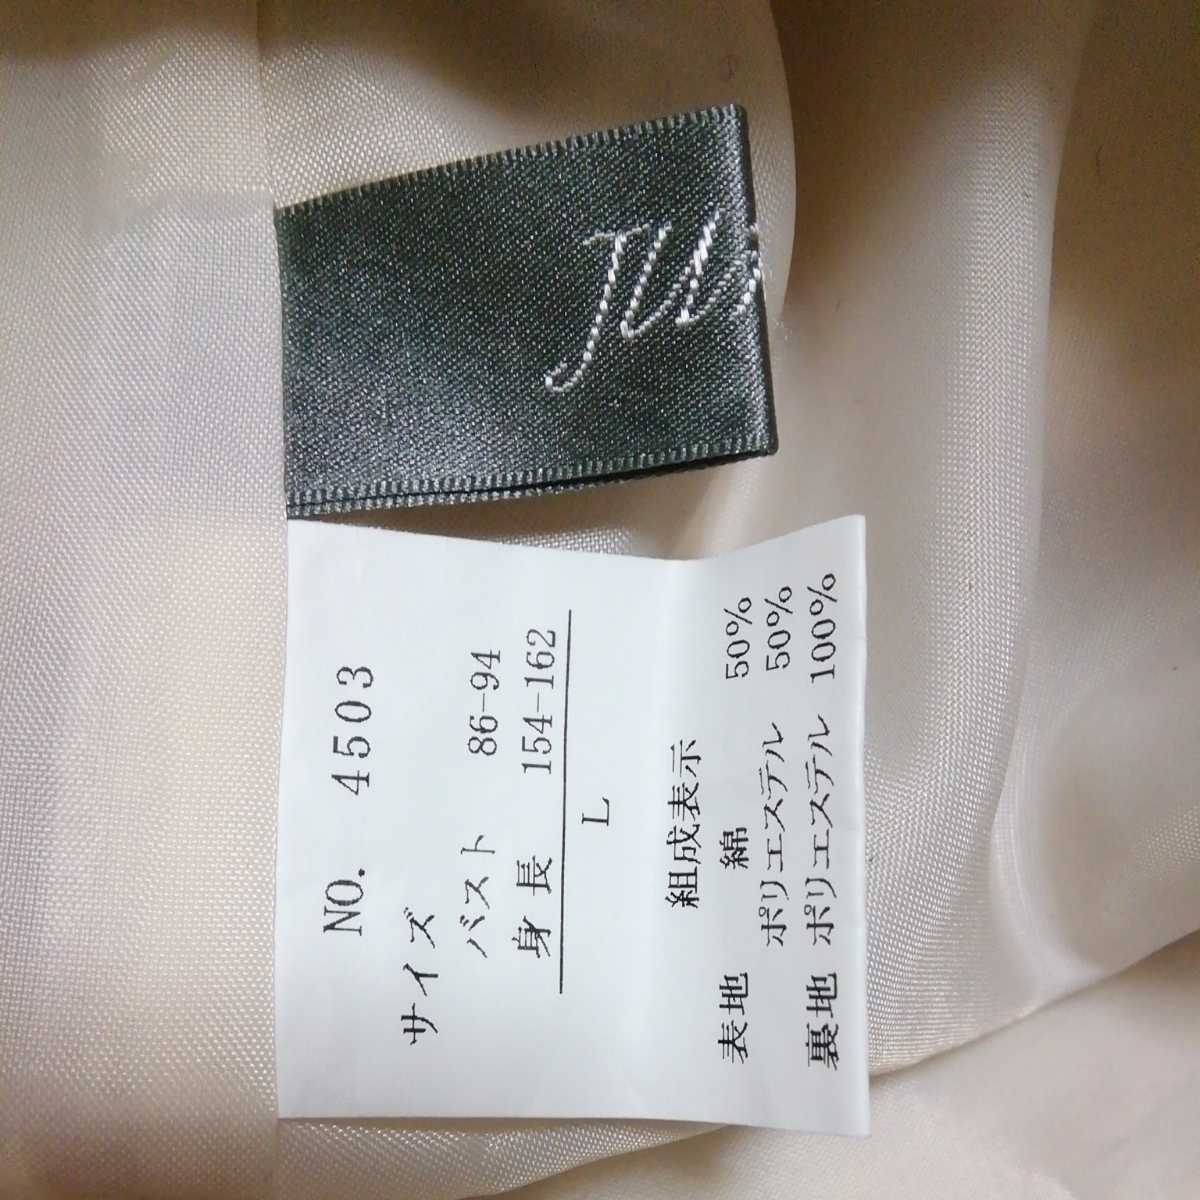 NO. 4503
サイズ
バスト 86-94
身長 154-162
L
組成表示
表地 綿 50%
ポリエステル 50%
裏地 ポリエステル 100%